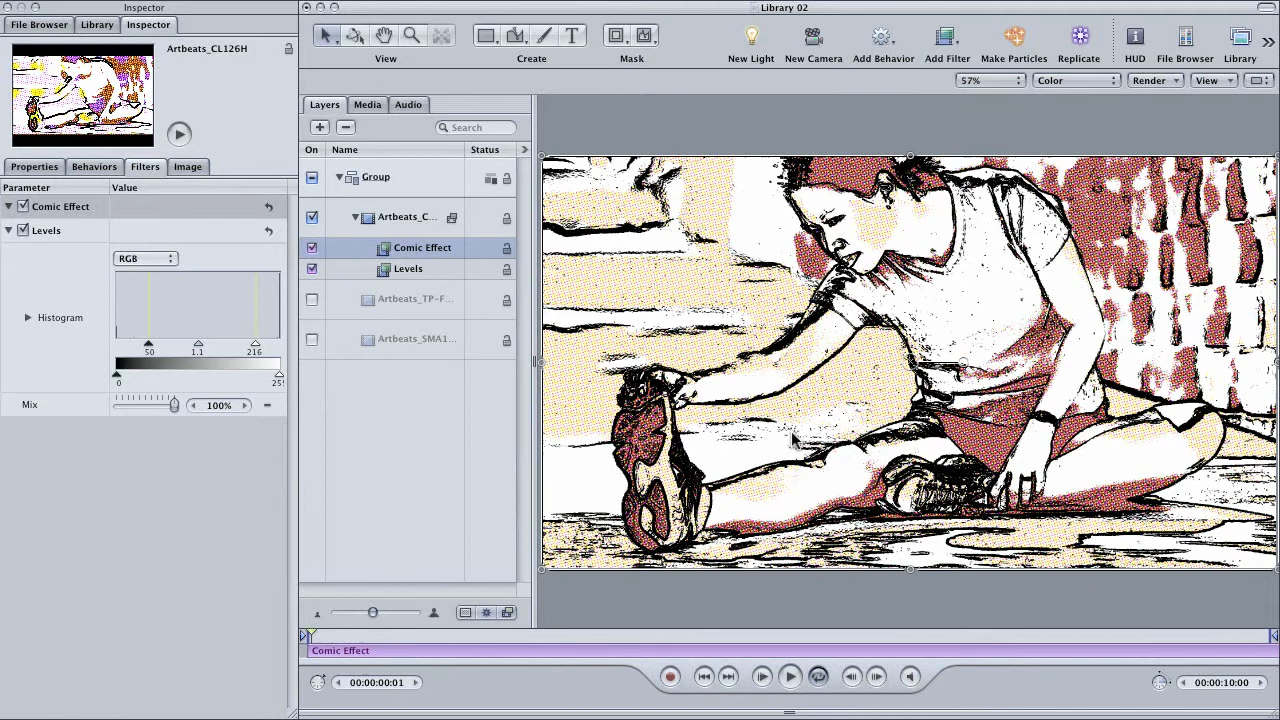 Inspector
File Browser Library Inspector
Artbeats_CL126H
Properties Behaviors Filters Image
Parameter Value
Comic Effect
Levels
RGB
Histogram
50 1.1 216
0 25
Mix 100%
Library 02
View Create Mask New Light New Camera Add Behavior Add Filter Make Particles Replicate HUD File Browser Library
57% Color Render View
Layers Media Audio
Search
On Name Status
Group
Artbeats_C...
Comic Effect
Levels
Artbeats_TP-F...
Artbeats_SMA1...
Comic Effect
00:00:00:01 00:00:10:00